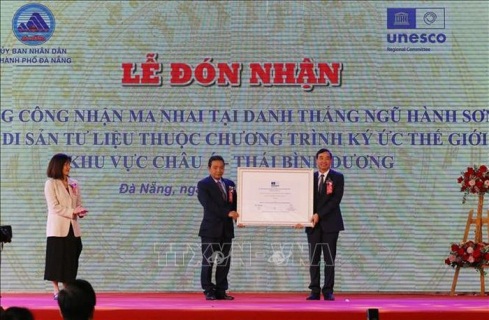 ỦY BAN NHÂN DÂN
THÀNH PHỐ ĐÀ NẴNG
unesco
Regional Committee
LỄ ĐÓN NHẬN
G CÔNG NHẬN MA NHAI TẠI DANH THẮNG NGŨ HÀNH SƠN
DI SẢN TƯ LIỆU THUỘC CHƯƠNG TRÌNH KÝ ỨC THẾ GIỚI
KHU VỰC CHÂU - THÁI BÌNH DƯƠNG
Đà Nẵng,
TTXVN